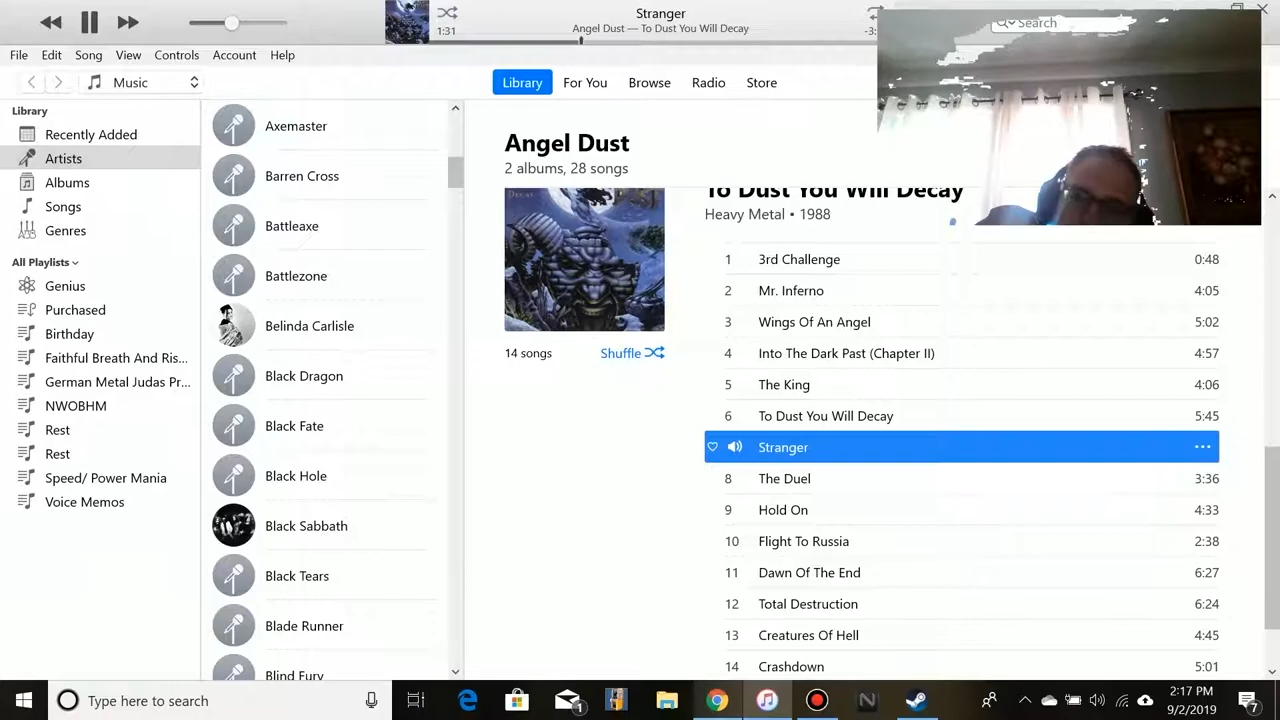 Stranger
1:31
Angel Dust — To Dust You Will Decay
-3:
Search
File Edit Song View Controls Account Help
Music
Library For You Browse Radio Store
Library
Recently Added
Artists
Albums
Songs
Genres
All Playlists
Genius
Purchased
Birthday
Faithful Breath And Ris...
German Metal Judas Pr...
NWOBHM
Rest
Rest
Speed/ Power Mania
Voice Memos
Axemaster
Barren Cross
Battleaxe
Battlezone
Belinda Carlisle
Black Dragon
Black Fate
Black Hole
Black Sabbath
Black Tears
Blade Runner
Blind Fury
Angel Dust
2 albums, 28 songs
DECAY
14 songs Shuffle
To Dust You Will Decay
Heavy Metal • 1988
1 3rd Challenge 0:48
2 Mr. Inferno 4:05
3 Wings Of An Angel 5:02
4 Into The Dark Past (Chapter II) 4:57
5 The King 4:06
6 To Dust You Will Decay 5:45
Stranger ...
8 The Duel 3:36
9 Hold On 4:33
10 Flight To Russia 2:38
11 Dawn Of The End 6:27
12 Total Destruction 6:24
13 Creatures Of Hell 4:45
14 Crashdown 5:01
Type here to search
1
N
2:17 PM
9/2/2019
7